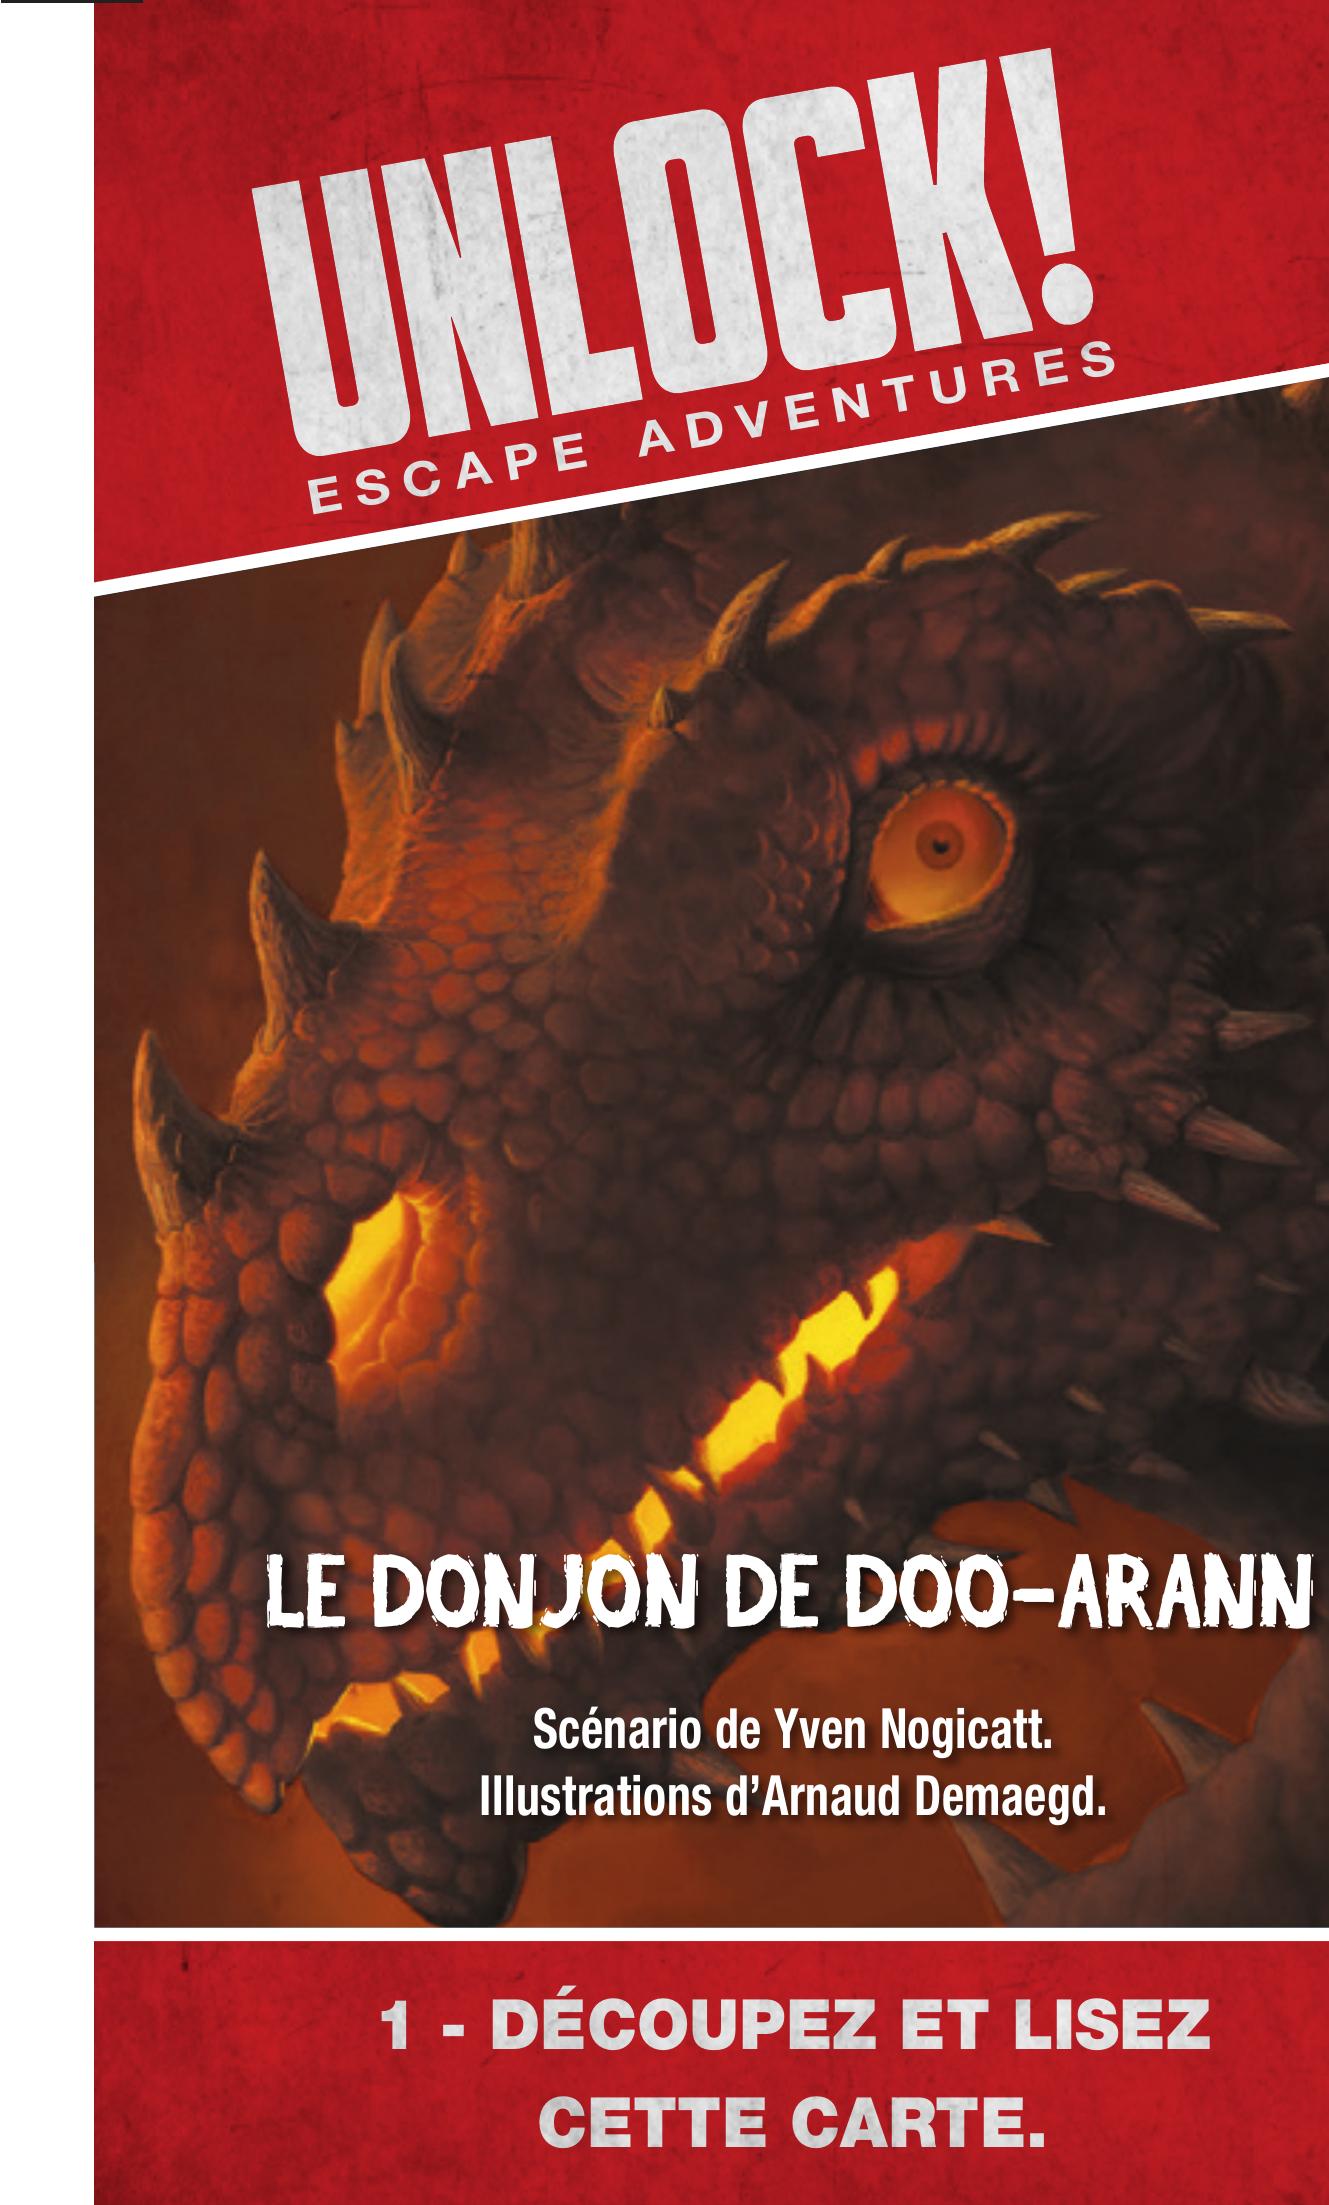 UNLOCK!
ESCAPE ADVENTURES
LE DONJON DE DOO-ARANN
Scénario de Yven Nogicatt.
Illustrations d’Arnaud Demaegd.
1 - DÉCOUPEZ ET LISEZ
CETTE CARTE.